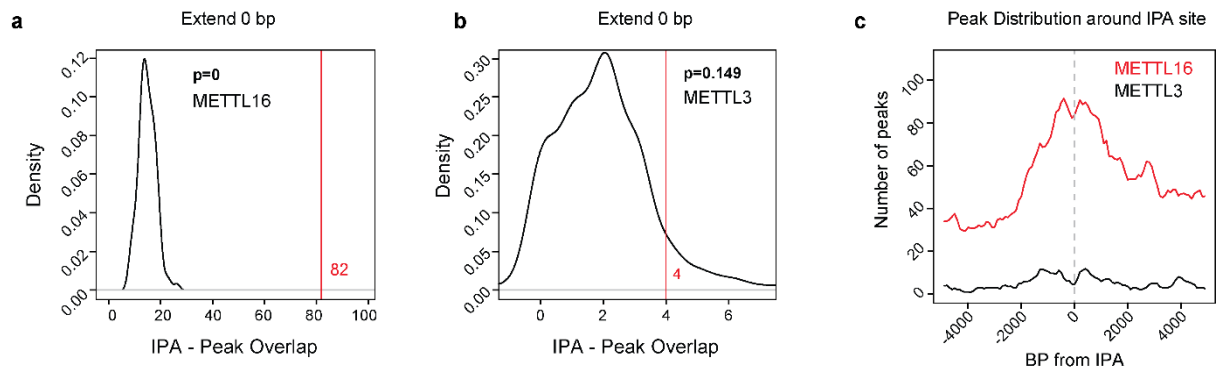 a
Extend 0 bp
p=0
METTL16
82
0.00 0.02 0.04 0.06 0.08 0.10 0.12
Density
0 20 40 60 80 100
IPA - Peak Overlap
b
Extend 0 bp
p=0.149
METTL3
4
0.00 0.05 0.10 0.15 0.20 0.25 0.30
Density
0 2 4 6
IPA - Peak Overlap
c
Peak Distribution around IPA site
METTL16
METTL3
0 20 40 60 80 100
Number of peaks
-4000 -2000 0 2000 4000
BP from IPA